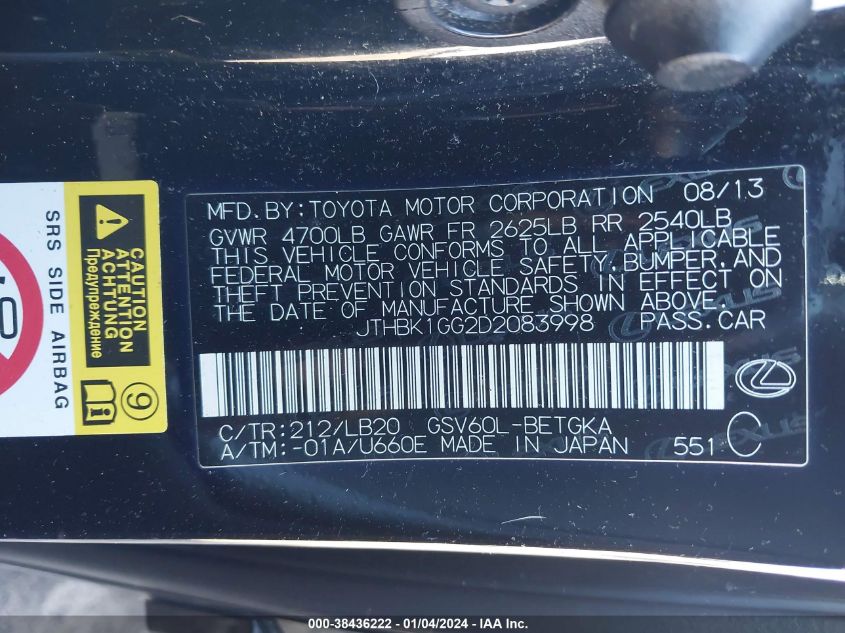 SRS SIDE AIRBAG
CAUTION
ATTENTION
ACHTUNG
Предупреждение
9
MFD. BY: TOYOTA MOTOR CORPORATION 08/13
GVWR 4700LB GAWR FR 2625LB RR 2540LB
THIS VEHICLE CONFORMS TO ALL APPLICABLE
FEDERAL MOTOR VEHICLE SAFETY, BUMPER, AND
THEFT PREVENTION STANDARDS IN EFFECT ON
THE DATE OF MANUFACTURE SHOWN ABOVE.
JTHBK1GG2D2083998 PASS. CAR
C/TR: 212/LB20 GSV60L-BETGKA
A/TM: -01A/U660E MADE IN JAPAN 551 C
000-38436222 - 01/04/2024 - IAA Inc.